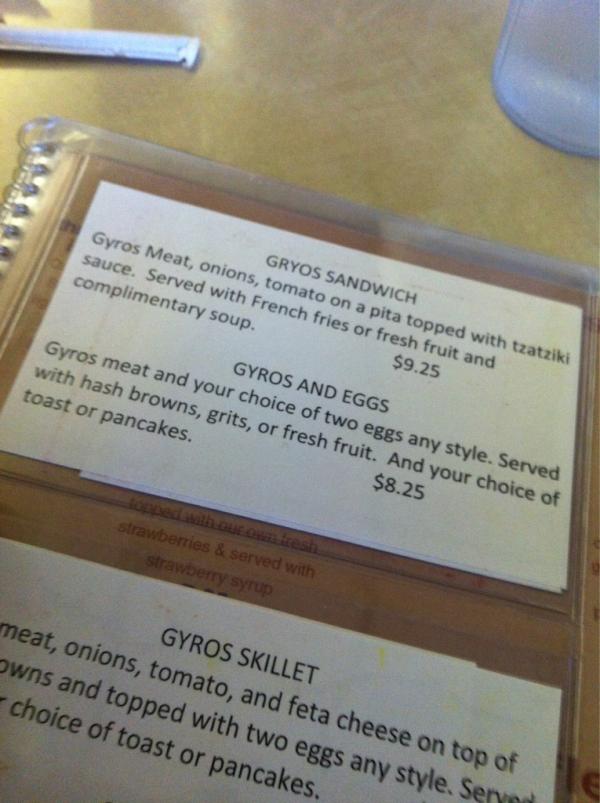 GRYOS SANDWICH
Gyros Meat, onions, tomato on a pita topped with tzatziki
sauce. Served with French fries or fresh fruit and
complimentary soup.
$9.25
GYROS AND EGGS
Gyros meat and your choice of two eggs any style. Served
with hash browns, grits, or fresh fruit. And your choice of
toast or pancakes.
$8.25
topped with our own fresh
strawberries & served with
strawberry syrup
GYROS SKILLET
meat, onions, tomato, and feta cheese on top of
owns and topped with two eggs any style. Served
choice of toast or pancakes.